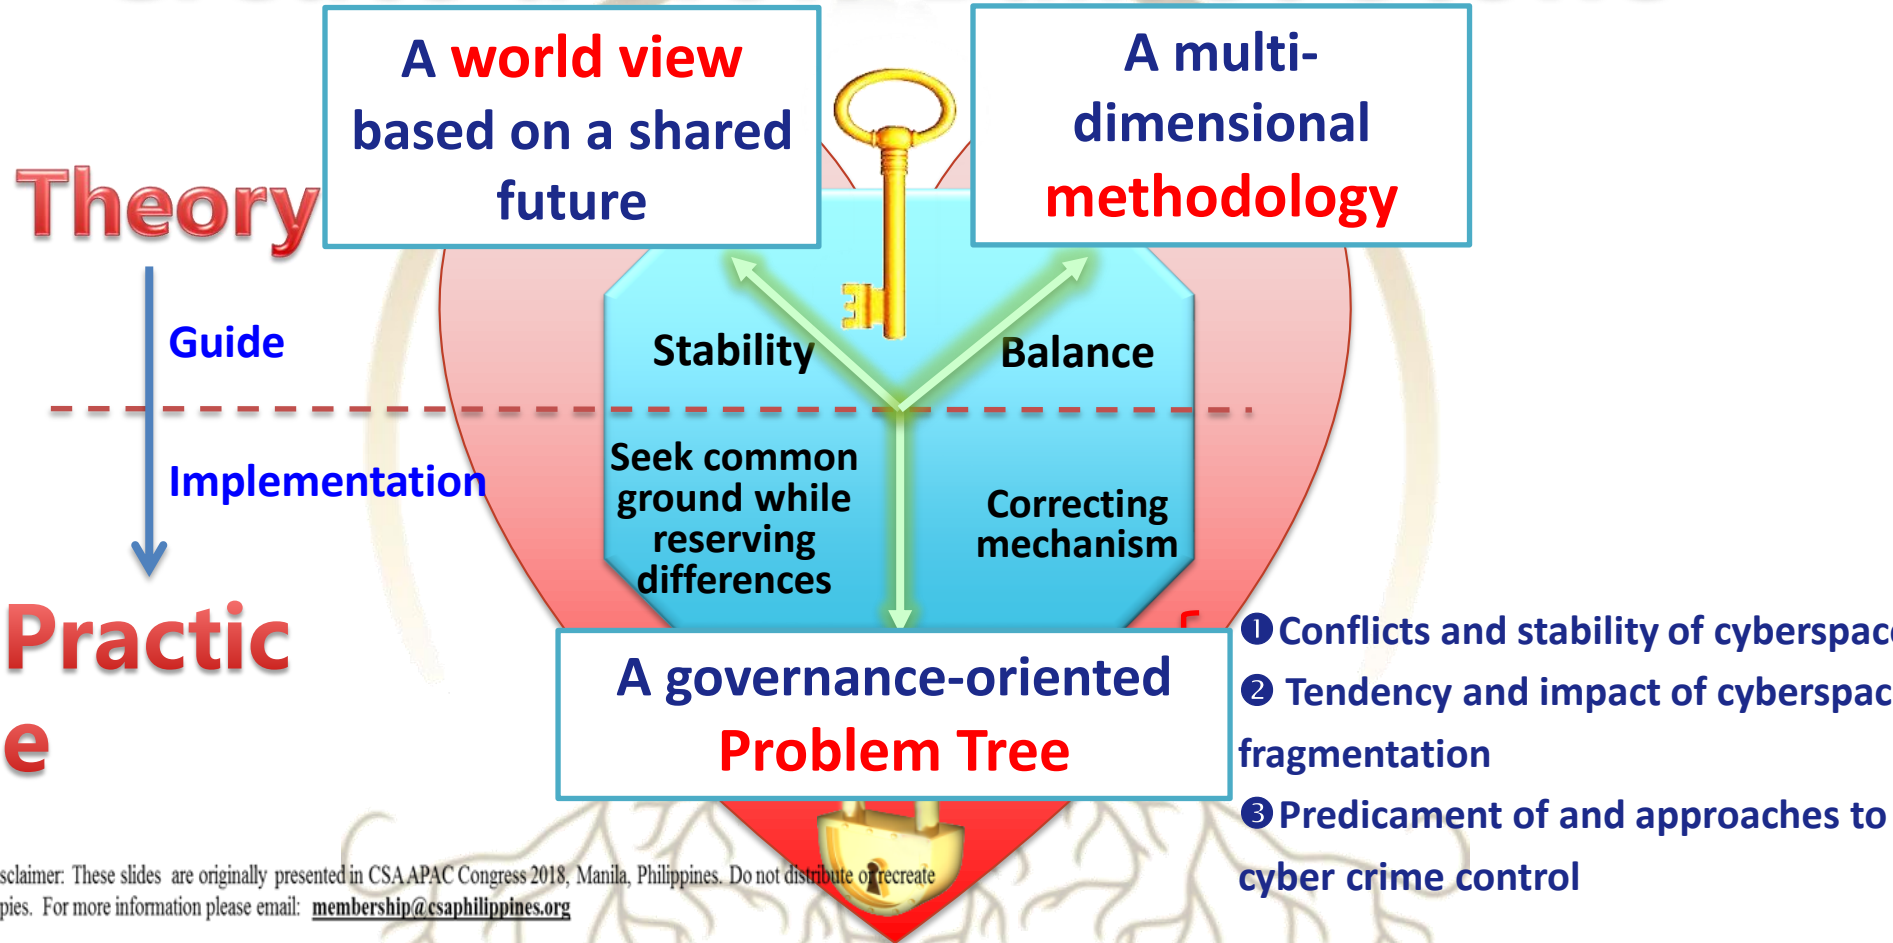 A world view
based on a shared
future
A multi-
dimensional
methodology
Theory
Guide
Stability
Balance
Implementation
Seek common
ground while
reserving
differences
Correcting
mechanism
Practic
e
A governance-oriented
Problem Tree
❶Conflicts and stability of cyberspace
❷ Tendency and impact of cyberspac
fragmentation
❸Predicament of and approaches to
cyber crime control
sclaimer: These slides are originally presented in CSA APAC Congress 2018, Manila, Philippines. Do not distribute or recreate
pies. For more information please email: membership@csaphilippines.org